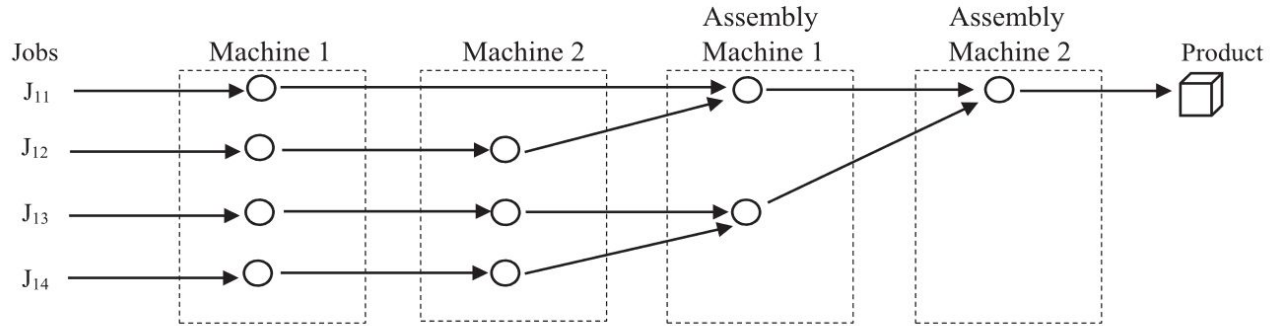 Assembly Assembly
Jobs Machine 1 Machine 2 Machine 1 Machine 2 Product
J₁₁
J₁₂
J₁₃
J₁₄